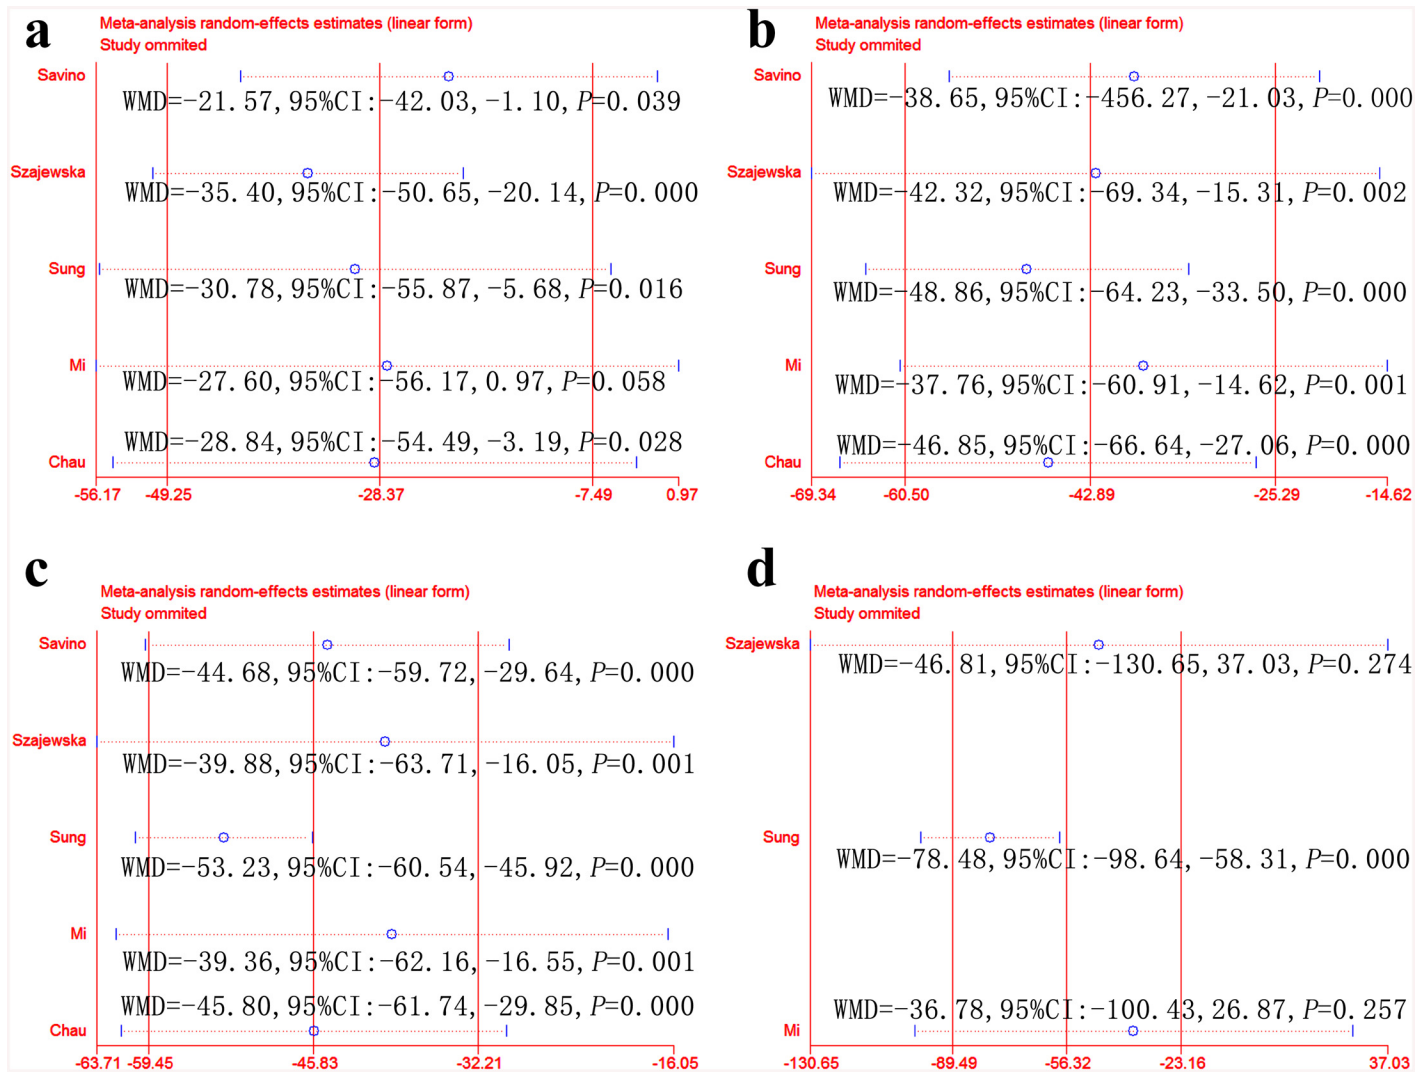 a
Meta-analysis random-effects estimates (linear form)
Study ommited
Savino
WMD=-21.57, 95%CI:-42.03, -1.10, P=0.039
Szajewska
WMD=-35.40, 95%CI:-50.65, -20.14, P=0.000
Sung
WMD=-30.78, 95%CI:-55.87, -5.68, P=0.016
Mi
WMD=-27.60, 95%CI:-56.17, 0.97, P=0.058
WMD=-28.84, 95%CI:-54.49, -3.19, P=0.028
Chau
-56.17 -49.25 -28.37 -7.49 0.97
b
Meta-analysis random-effects estimates (linear form)
Study ommited
Savino
WMD=-38.65, 95%CI:-456.27, -21.03, P=0.000
Szajewska
WMD=-42.32, 95%CI:-69.34, -15.31, P=0.002
Sung
WMD=-48.86, 95%CI:-64.23, -33.50, P=0.000
Mi
WMD=-37.76, 95%CI:-60.91, -14.62, P=0.001
WMD=-46.85, 95%CI:-66.64, -27.06, P=0.000
Chau
-69.34 -60.50 -42.89 -25.29 -14.62
c
Meta-analysis random-effects estimates (linear form)
Study ommited
Savino
WMD=-44.68, 95%CI:-59.72, -29.64, P=0.000
Szajewska
WMD=-39.88, 95%CI:-63.71, -16.05, P=0.001
Sung
WMD=-53.23, 95%CI:-60.54, -45.92, P=0.000
Mi
WMD=-39.36, 95%CI:-62.16, -16.55, P=0.001
WMD=-45.80, 95%CI:-61.74, -29.85, P=0.000
Chau
-63.71 -59.45 -45.83 -32.21 -16.05
d
Meta-analysis random-effects estimates (linear form)
Study ommited
Szajewska
WMD=-46.81, 95%CI:-130.65, 37.03, P=0.274
Sung
WMD=-78.48, 95%CI:-98.64, -58.31, P=0.000
WMD=-36.78, 95%CI:-100.43, 26.87, P=0.257
Mi
-130.65 -89.49 -56.32 -23.16 37.03